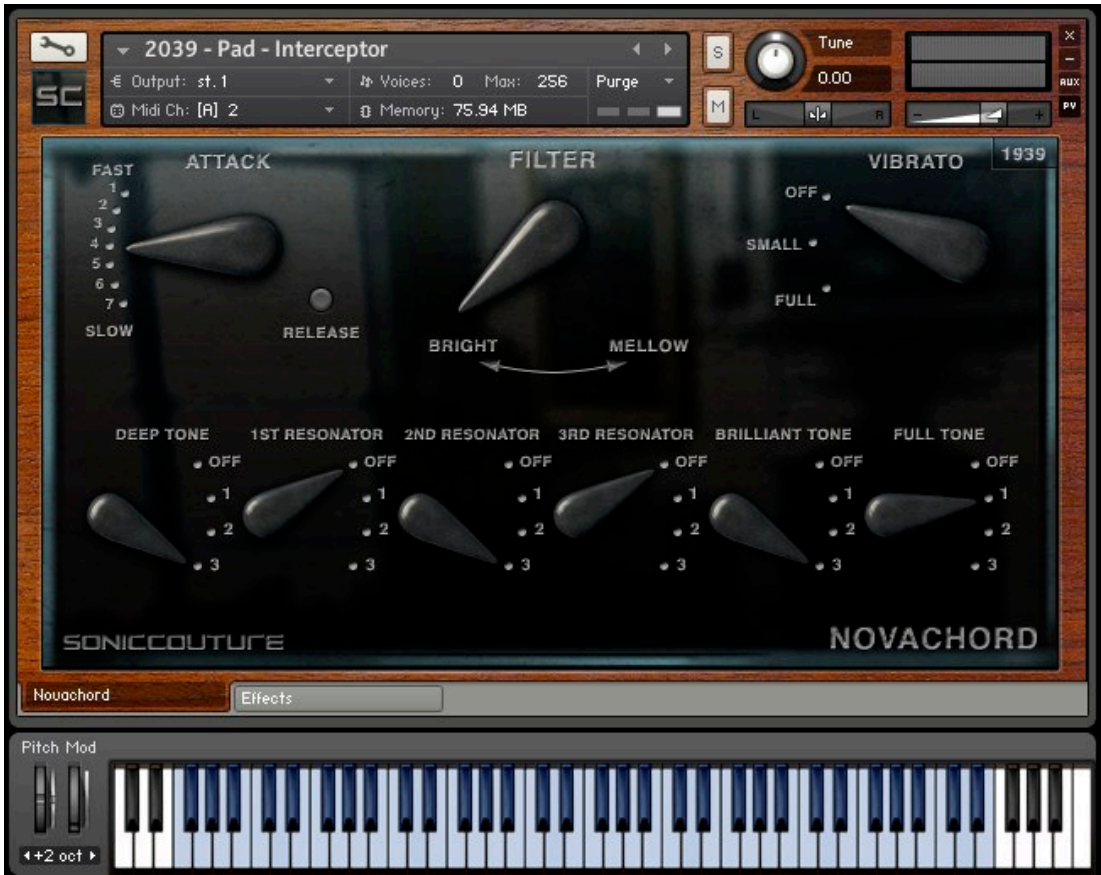 2039 - Pad - Interceptor
S
Tune
×
−
SC
Output: st. 1
Voices: 0 Max: 256
Purge
0.00
AUX
Midi Ch: [A] 2
Memory: 75.94 MB
M
L
R
−
+
PV
1939
ATTACK
FAST
1
2
3
4
5
6
7
SLOW
RELEASE
FILTER
BRIGHT
MELLOW
VIBRATO
OFF
SMALL
FULL
DEEP TONE
OFF
1
2
3
1ST RESONATOR
OFF
1
2
3
2ND RESONATOR
OFF
1
2
3
3RD RESONATOR
OFF
1
2
3
BRILLIANT TONE
OFF
1
2
3
FULL TONE
OFF
1
2
3
SONICCOUTURE
NOVACHORD
Novachord
Effects
Pitch Mod
+2 oct